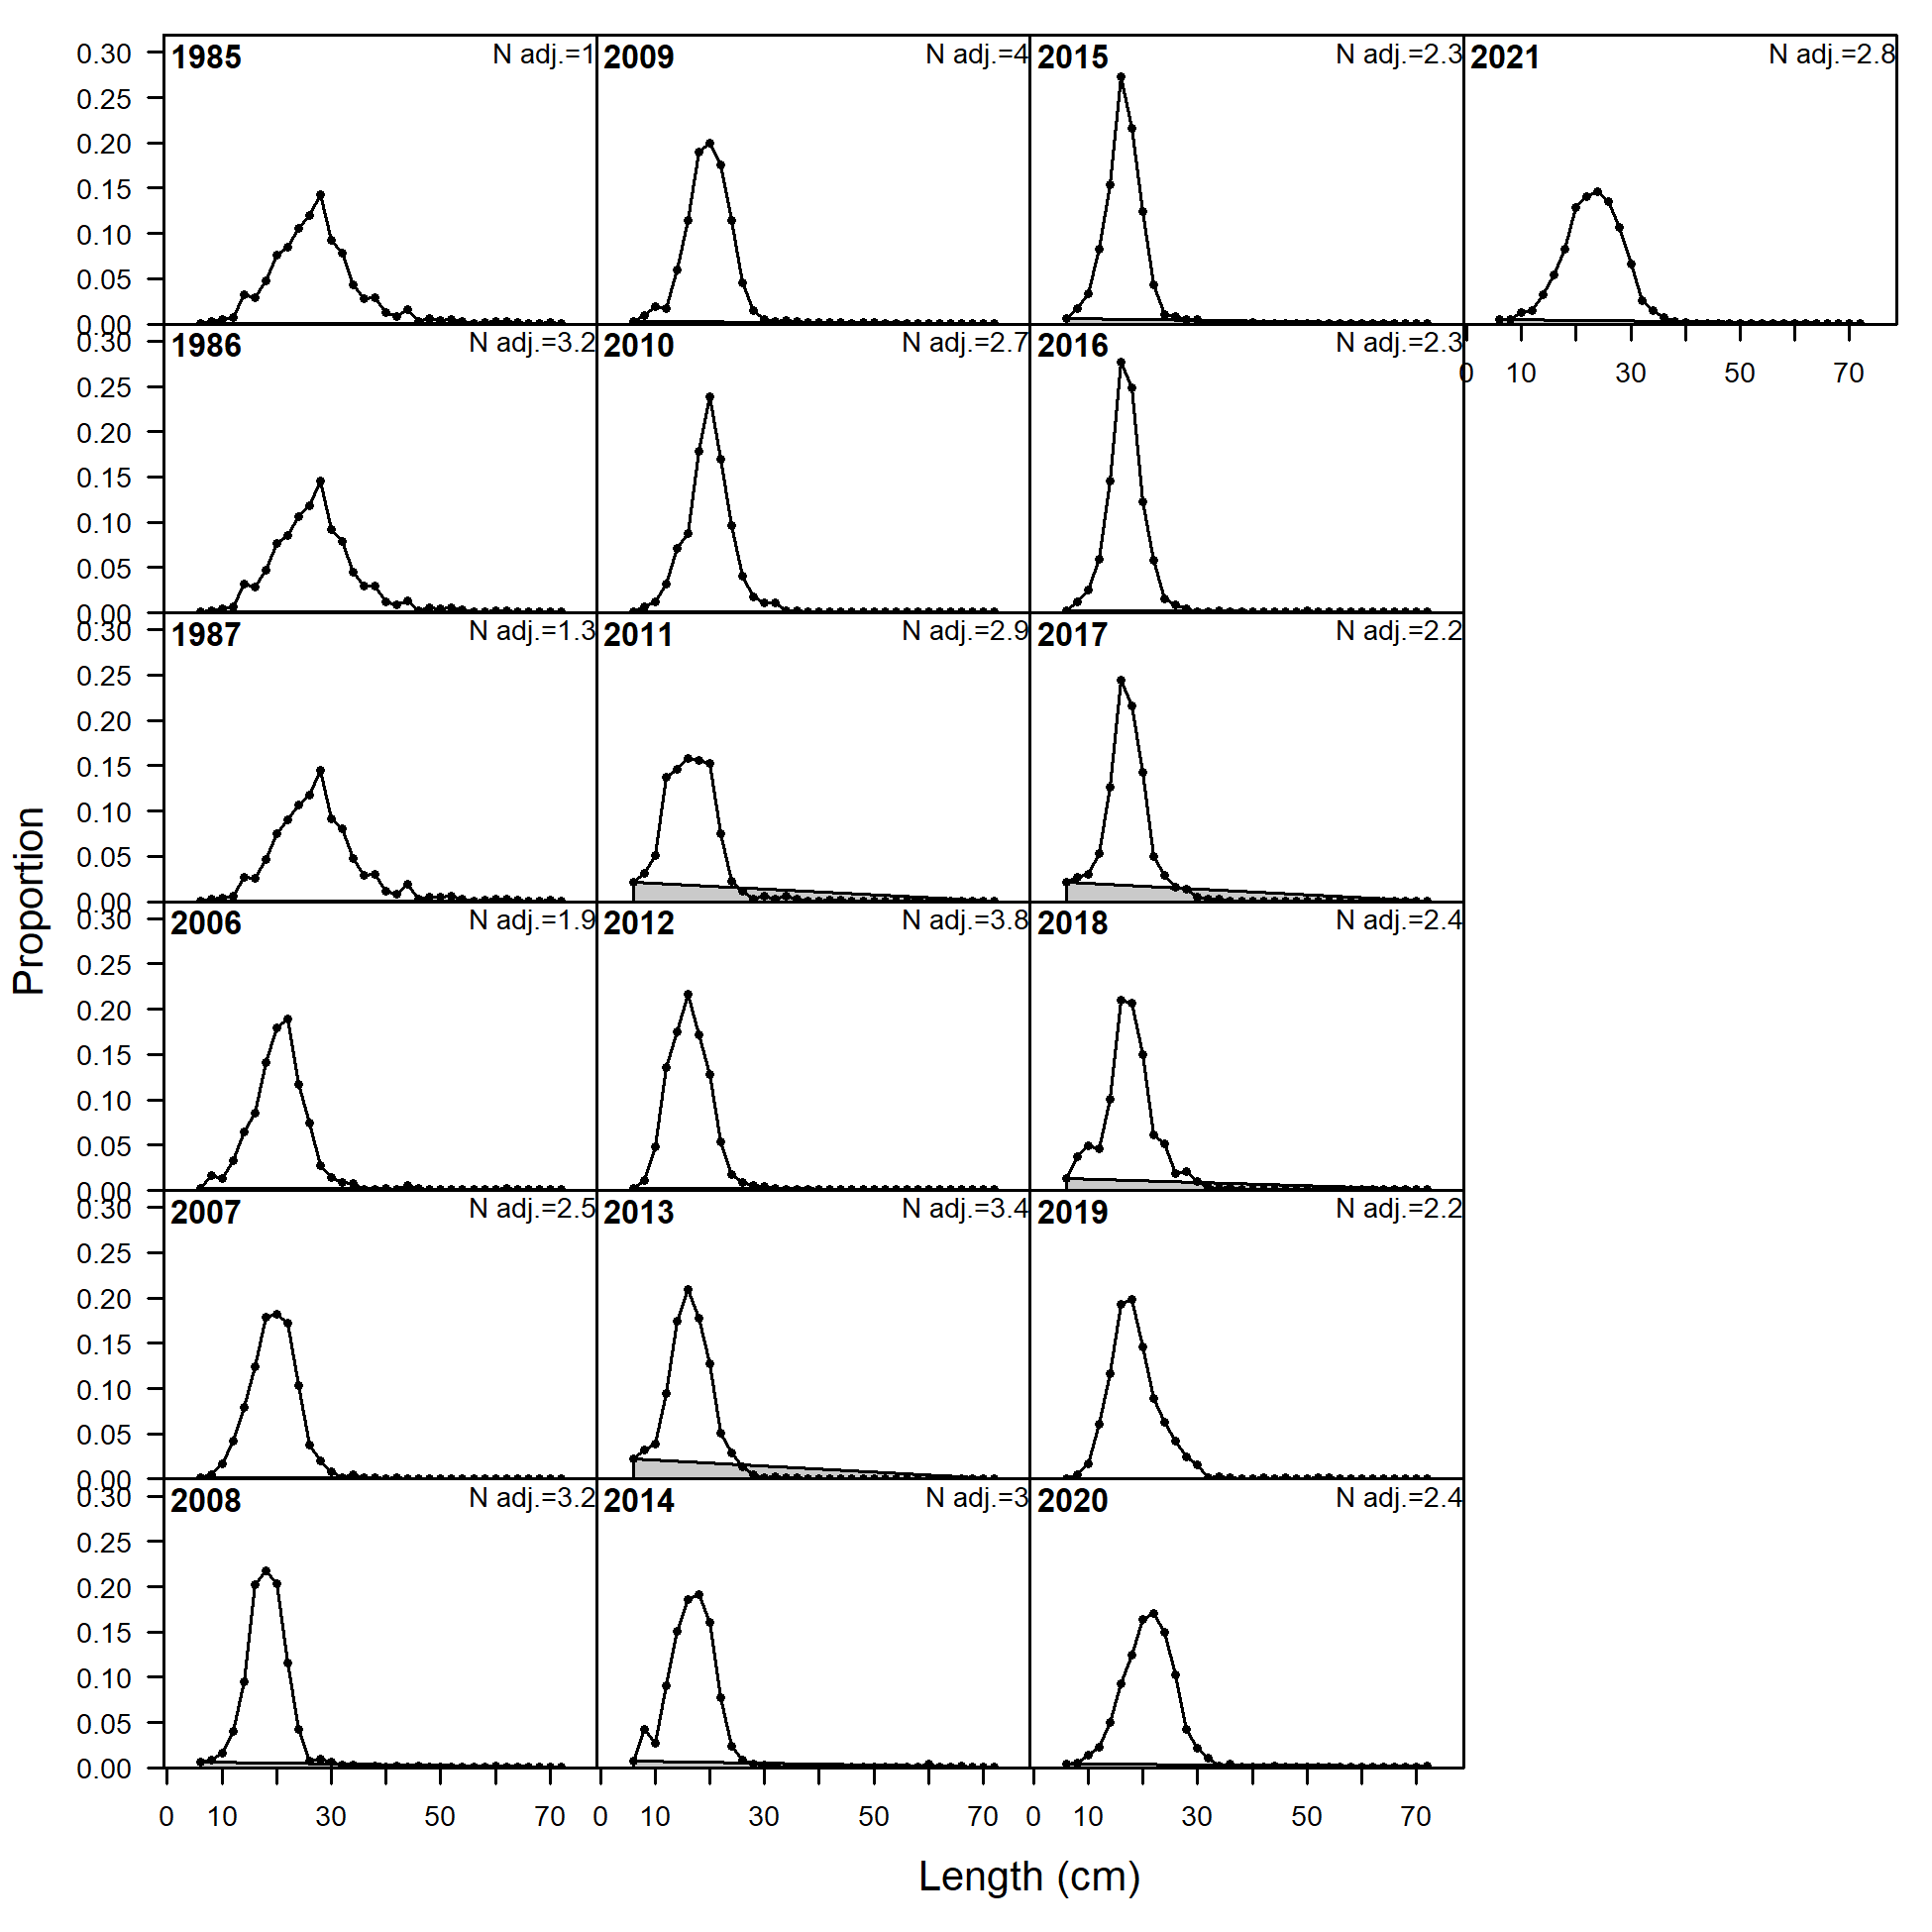 Proportion
Length (cm)
0.30
0.25
0.20
0.15
0.10
0.05
0.00
1985 N adj.=1
2009 N adj.=4
2015 N adj.=2.3
2021 N adj.=2.8
0 10 30 50 70
0.30
0.25
0.20
0.15
0.10
0.05
0.00
1986 N adj.=3.2
2010 N adj.=2.7
2016 N adj.=2.3
0.30
0.25
0.20
0.15
0.10
0.05
0.00
1987 N adj.=1.3
2011 N adj.=2.9
2017 N adj.=2.2
0.30
0.25
0.20
0.15
0.10
0.05
0.00
2006 N adj.=1.9
2012 N adj.=3.8
2018 N adj.=2.4
0.30
0.25
0.20
0.15
0.10
0.05
0.00
2007 N adj.=2.5
2013 N adj.=3.4
2019 N adj.=2.2
0.30
0.25
0.20
0.15
0.10
0.05
0.00
2008 N adj.=3.2
2014 N adj.=3
2020 N adj.=2.4
0 10 30 50 70
0 10 30 50 70
0 10 30 50 70